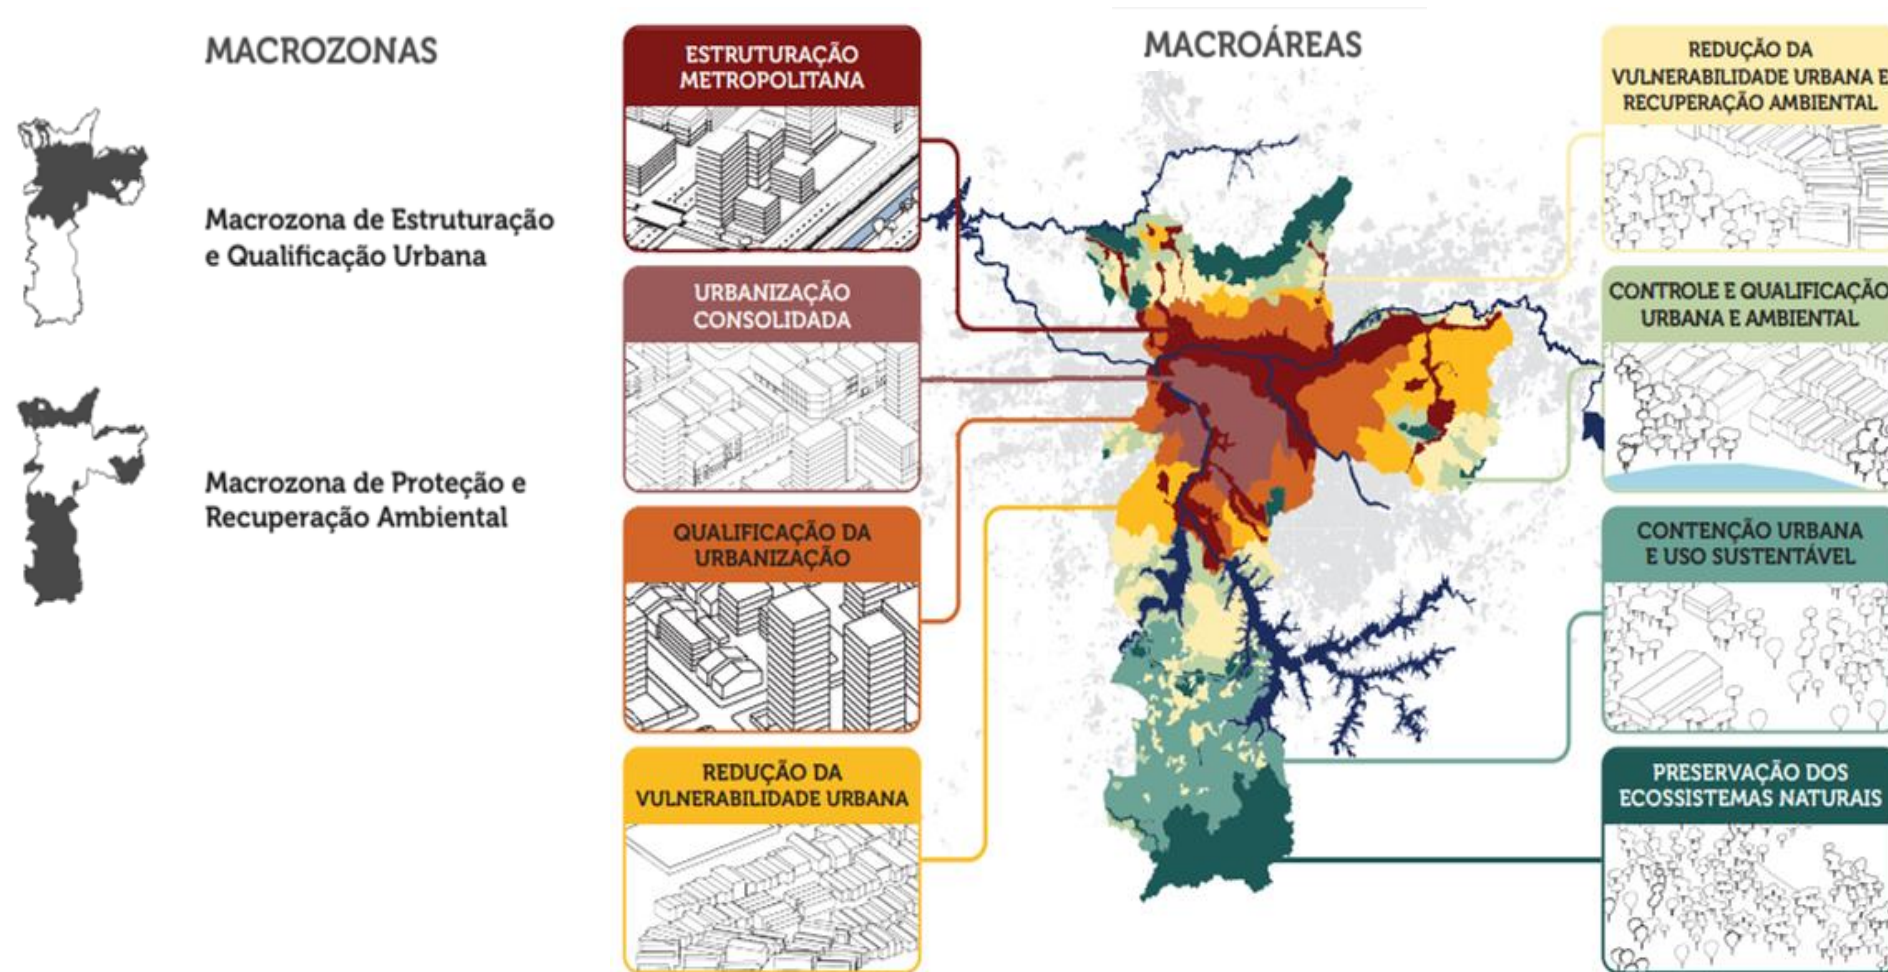 MACROZONAS
Macrozona de Estruturação
e Qualificação Urbana
Macrozona de Proteção e
Recuperação Ambiental
ESTRUTURAÇÃO
METROPOLITANA
URBANIZAÇÃO
CONSOLIDADA
QUALIFICAÇÃO DA
URBANIZAÇÃO
REDUÇÃO DA
VULNERABILIDADE URBANA
MACROÁREAS
REDUÇÃO DA
VULNERABILIDADE URBANA E
RECUPERAÇÃO AMBIENTAL
CONTROLE E QUALIFICAÇÃO
URBANA E AMBIENTAL
CONTENÇÃO URBANA
E USO SUSTENTÁVEL
PRESERVAÇÃO DOS
ECOSSISTEMAS NATURAIS